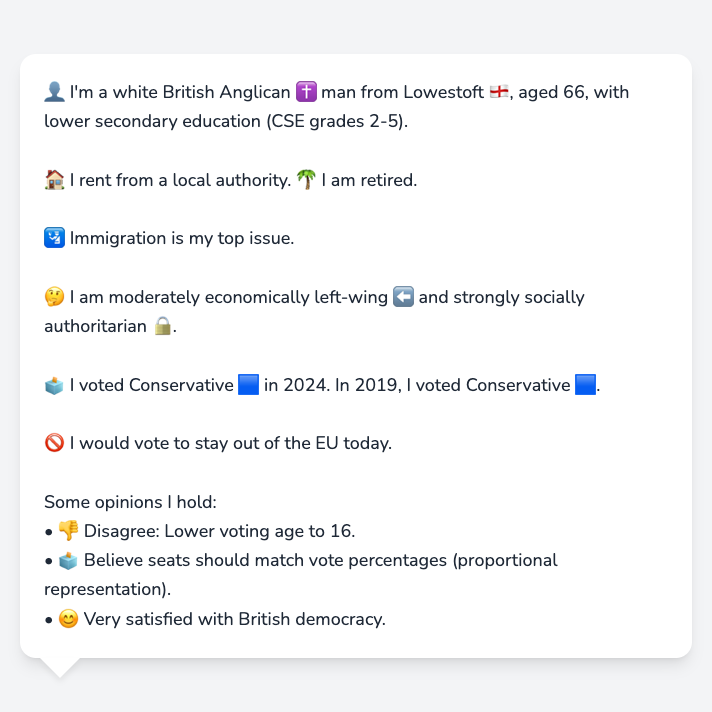 👤 I'm a white British Anglican ✝️ man from Lowestoft 🏴󠁧󠁢󠁥󠁮󠁧󠁿, aged 66, with
lower secondary education (CSE grades 2-5).
🏠 I rent from a local authority. 🌴 I am retired.
🛂 Immigration is my top issue.
🤔 I am moderately economically left-wing ⬅️ and strongly socially
authoritarian 🔒.
🗳️ I voted Conservative 🟦 in 2024. In 2019, I voted Conservative 🟦.
🚫 I would vote to stay out of the EU today.
Some opinions I hold:
• 👎 Disagree: Lower voting age to 16.
• 🗳️ Believe seats should match vote percentages (proportional
representation).
• 😊 Very satisfied with British democracy.